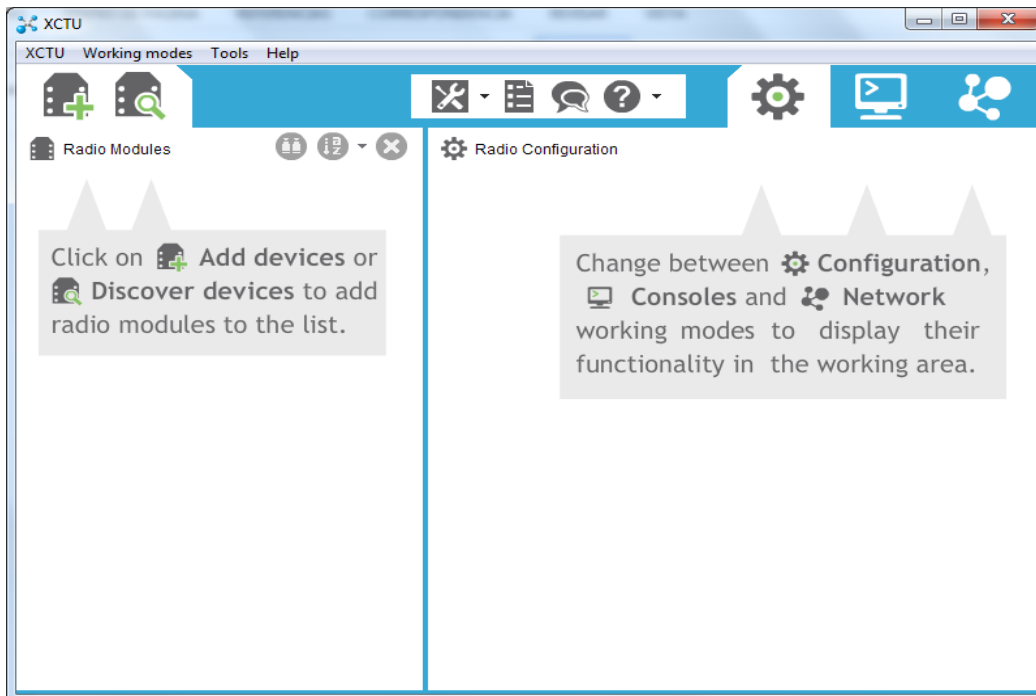 XCTU
XCTU Working modes Tools Help
Radio Modules
Radio Configuration
Click on Add devices or
Discover devices to add
radio modules to the list.
Change between Configuration,
Consoles and Network
working modes to display their
functionality in the working area.